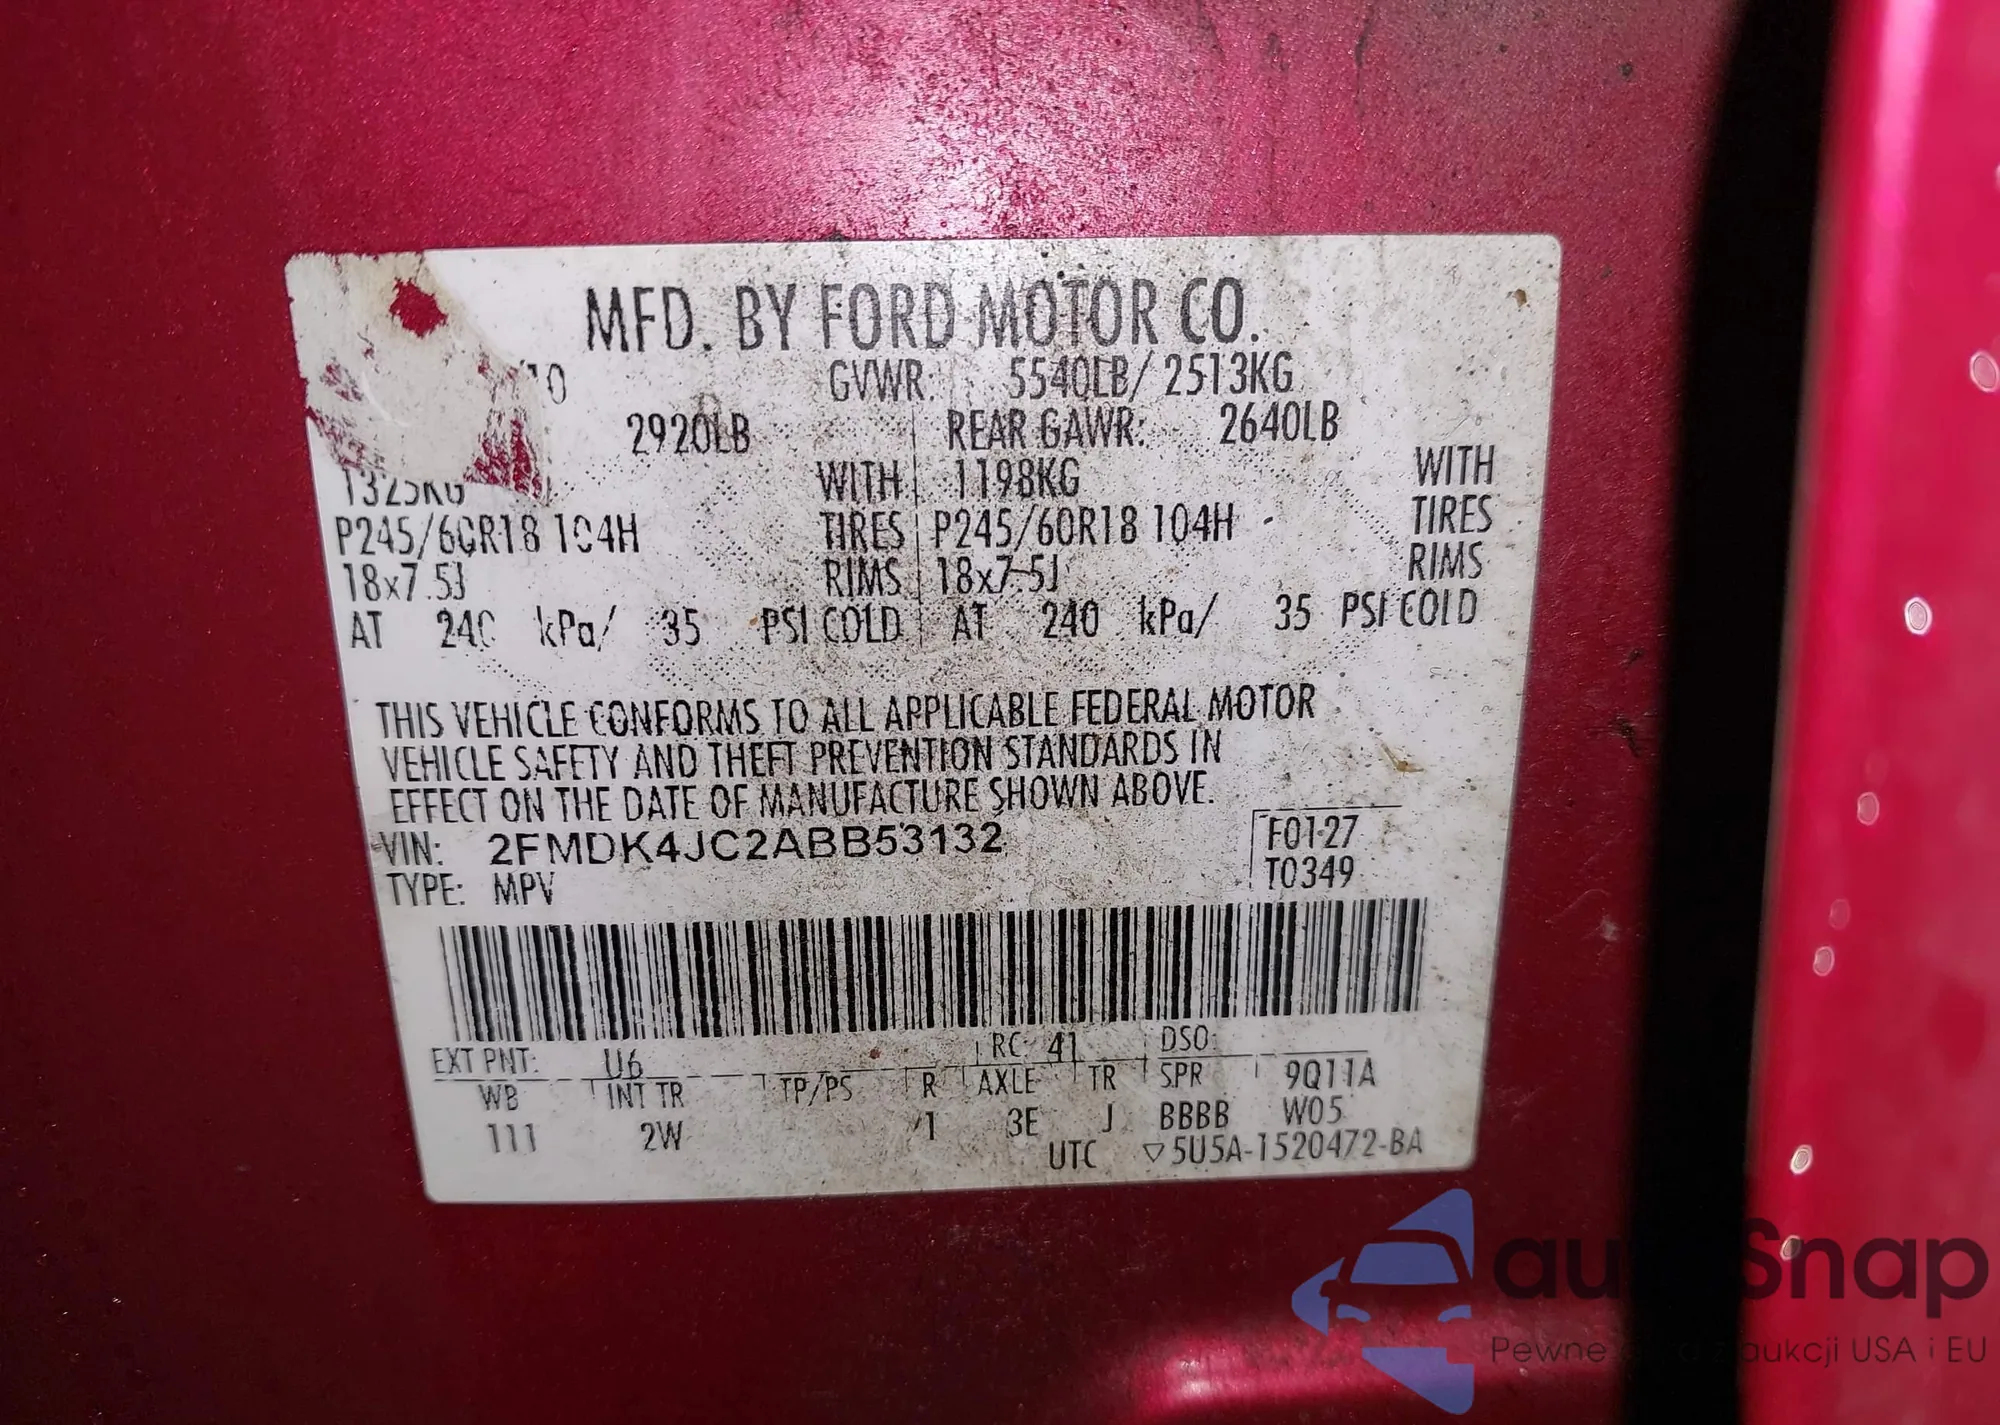 MFD. BY FORD MOTOR CO.
10 GVWR: 5540LB/ 2513KG
2920LB REAR GAWR: 2640LB
1325KG WITH 1198KG WITH
P245/60R18 104H TIRES P245/60R18 104H TIRES
18x7.5J RIMS 18x7.5J RIMS
AT 240 kPa/ 35 PSI COLD AT 240 kPa/ 35 PSI COLD
THIS VEHICLE CONFORMS TO ALL APPLICABLE FEDERAL MOTOR
VEHICLE SAFETY AND THEFT PREVENTION STANDARDS IN
EFFECT ON THE DATE OF MANUFACTURE SHOWN ABOVE.
VIN: 2FMDK4JC2ABB53132 F0127
TYPE: MPV T0349
EXT PNT: U6 RC: 41 DSO:
WB INT TR TP/PS R AXLE TR SPR 9Q11A
111 2W 1 3E J BBBB W05
UTC ▽5U5A-1520472-BA
Snap
Pewne aukcji USA i EU